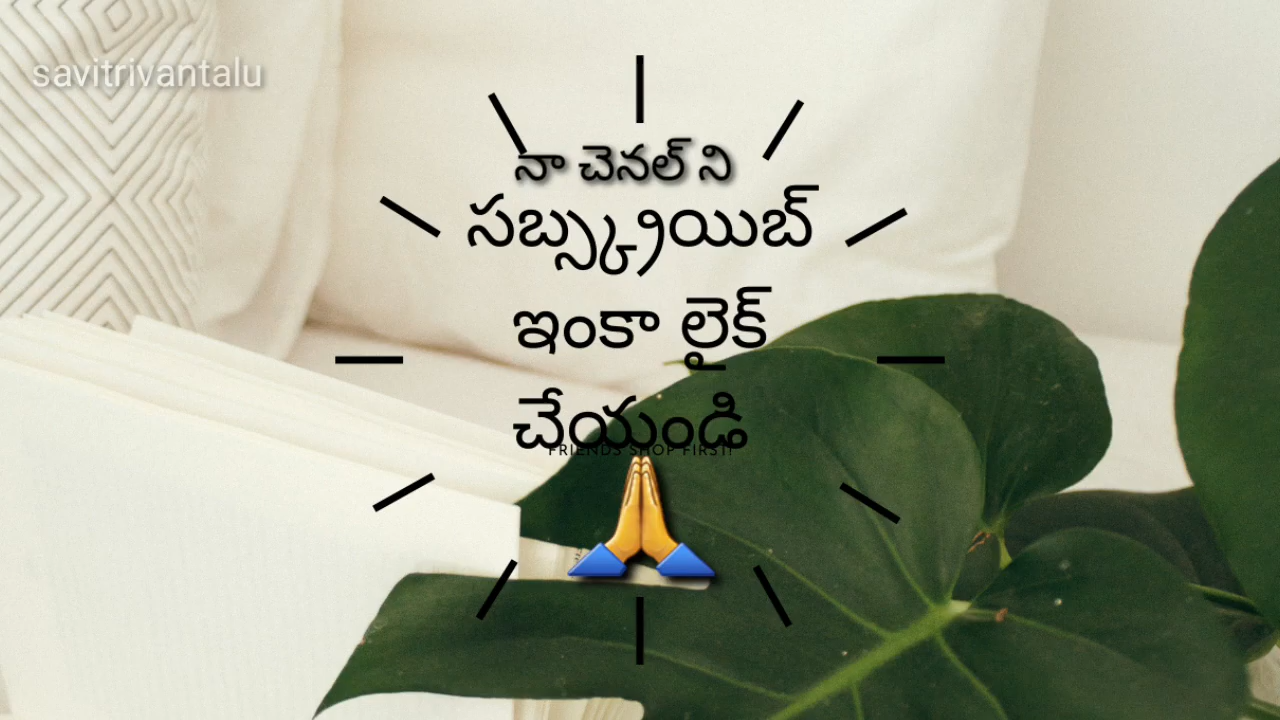 savitrivantalu
నా చెనల్ ని
సబ్స్క్రయిబ్
ఇంకా లైక్
చేయండి
FRIENDS SHOP FIRST!